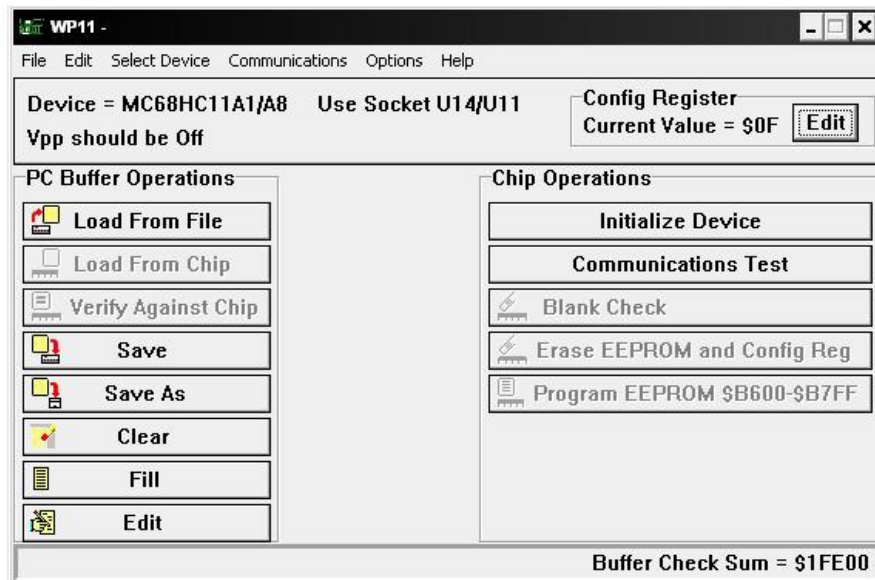 WP11 -
File Edit Select Device Communications Options Help
Device = MC68HC11A1/A8 Use Socket U14/U11
Vpp should be Off
Config Register
Current Value = $0F Edit
PC Buffer Operations
Load From File
Load From Chip
Verify Against Chip
Save
Save As
Clear
Fill
Edit
Chip Operations
Initialize Device
Communications Test
Blank Check
Erase EEPROM and Config Reg
Program EEPROM $B600-$B7FF
Buffer Check Sum = $1FE00